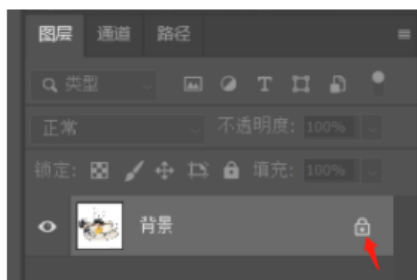 图层 通道 路径
类型
正常 不透明度: 100%
锁定: 填充: 100%
背景